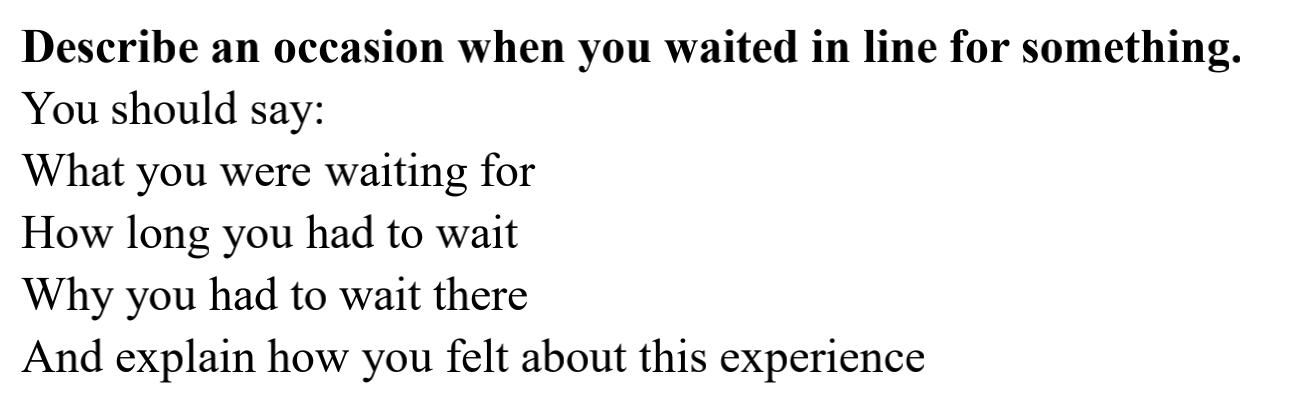 Describe an occasion when you waited in line for something.
You should say:
What you were waiting for
How long you had to wait
Why you had to wait there
And explain how you felt about this experience